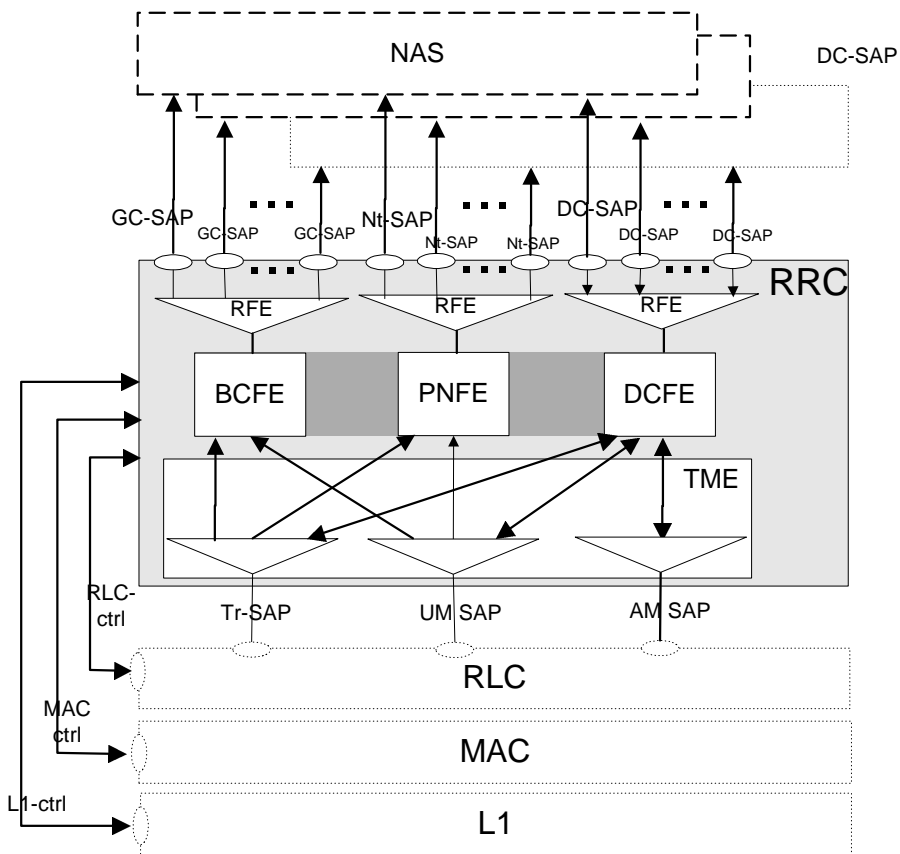 NAS
DC-SAP
GC-SAP
Nt-SAP
DC-SAP
GC-SAP
GC-SAP
Nt-SAP
Nt-SAP
DC-SAP
DC-SAP
RRC
RFE
RFE
RFE
BCFE
PNFE
DCFE
TME
RLC-
ctrl
Tr-SAP
UM SAP
AM SAP
RLC
MAC
ctrl
MAC
L1-ctrl
L1